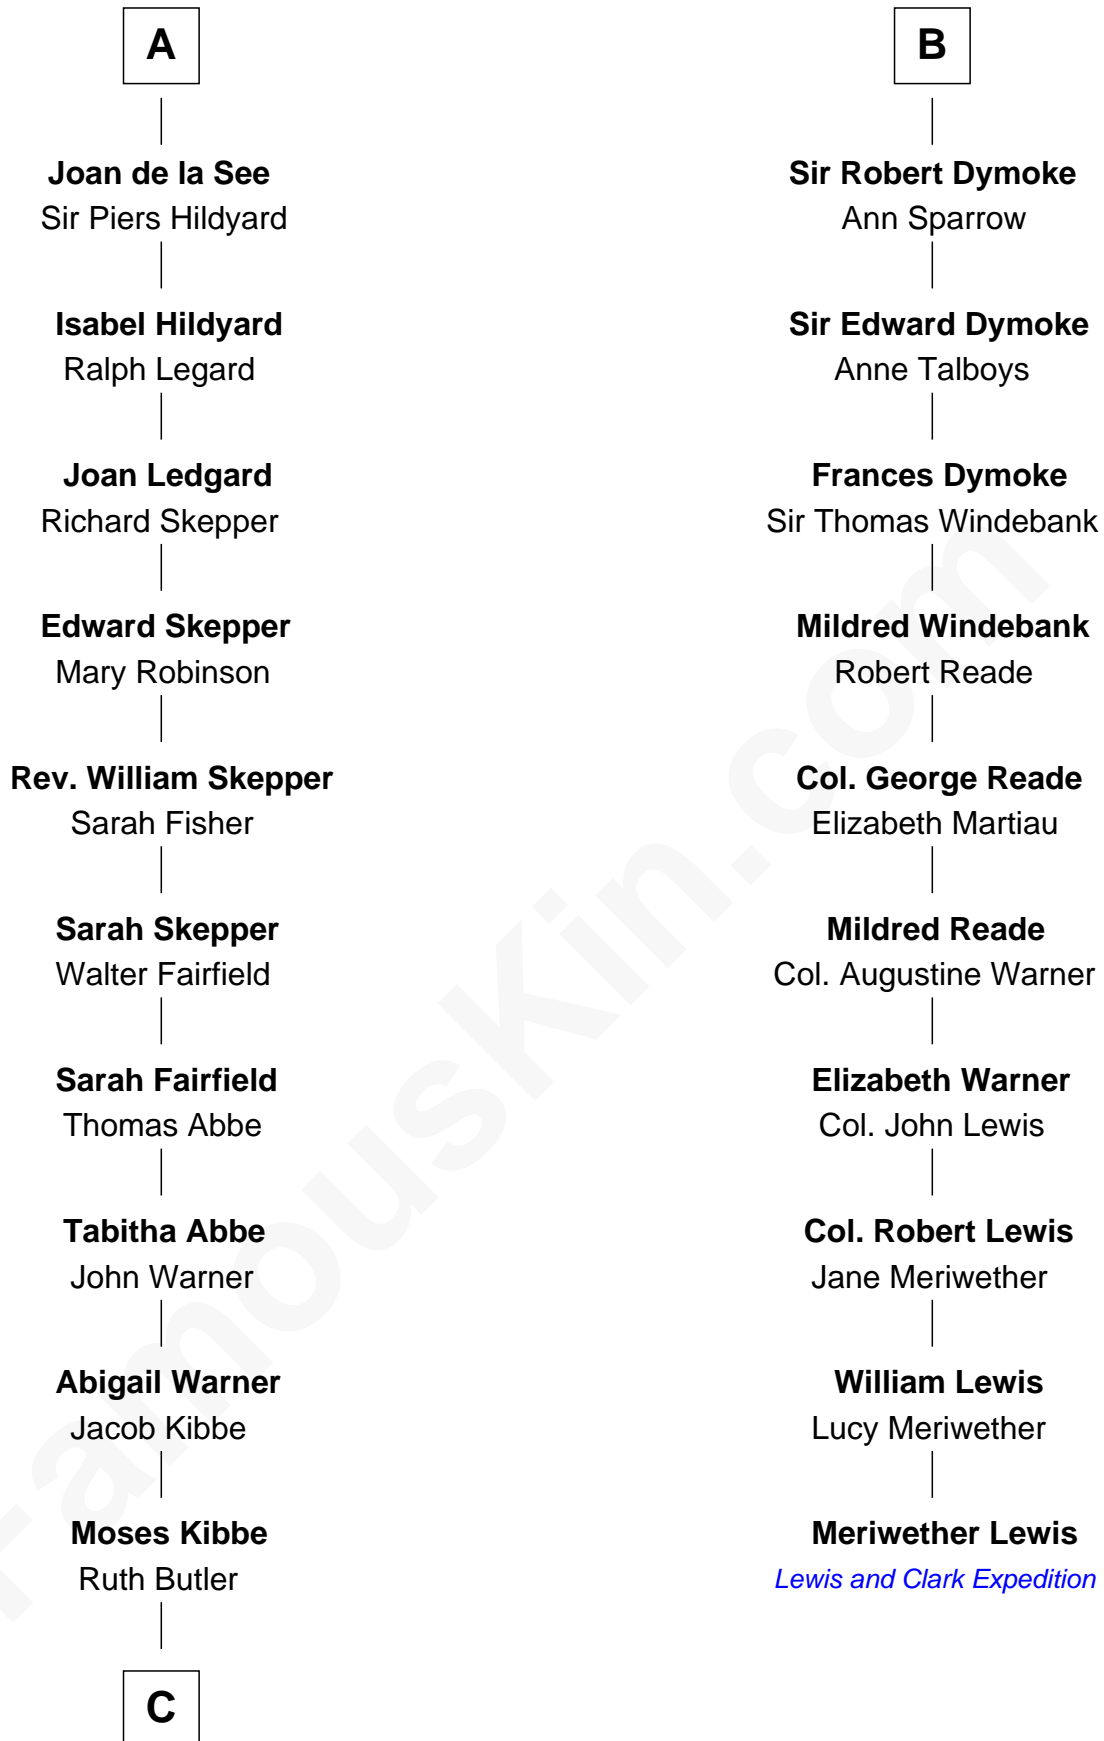 A
Joan de la See
Sir Piers Hildyard
Isabel Hildyard
Ralph Legard
Joan Ledgard
Richard Skepper
Edward Skepper
Mary Robinson
Rev. William Skepper
Sarah Fisher
Sarah Skepper
Walter Fairfield
Sarah Fairfield
Thomas Abbe
Tabitha Abbe
John Warner
Abigail Warner
Jacob Kibbe
Moses Kibbe
Ruth Butler
C
B
Sir Robert Dymoke
Ann Sparrow
Sir Edward Dymoke
Anne Talboys
Frances Dymoke
Sir Thomas Windebank
Mildred Windebank
Robert Reade
Col. George Reade
Elizabeth Martiau
Mildred Reade
Col. Augustine Warner
Elizabeth Warner
Col. John Lewis
Col. Robert Lewis
Jane Meriwether
William Lewis
Lucy Meriwether
Meriwether Lewis
Lewis and Clark Expedition
FamousKin.com